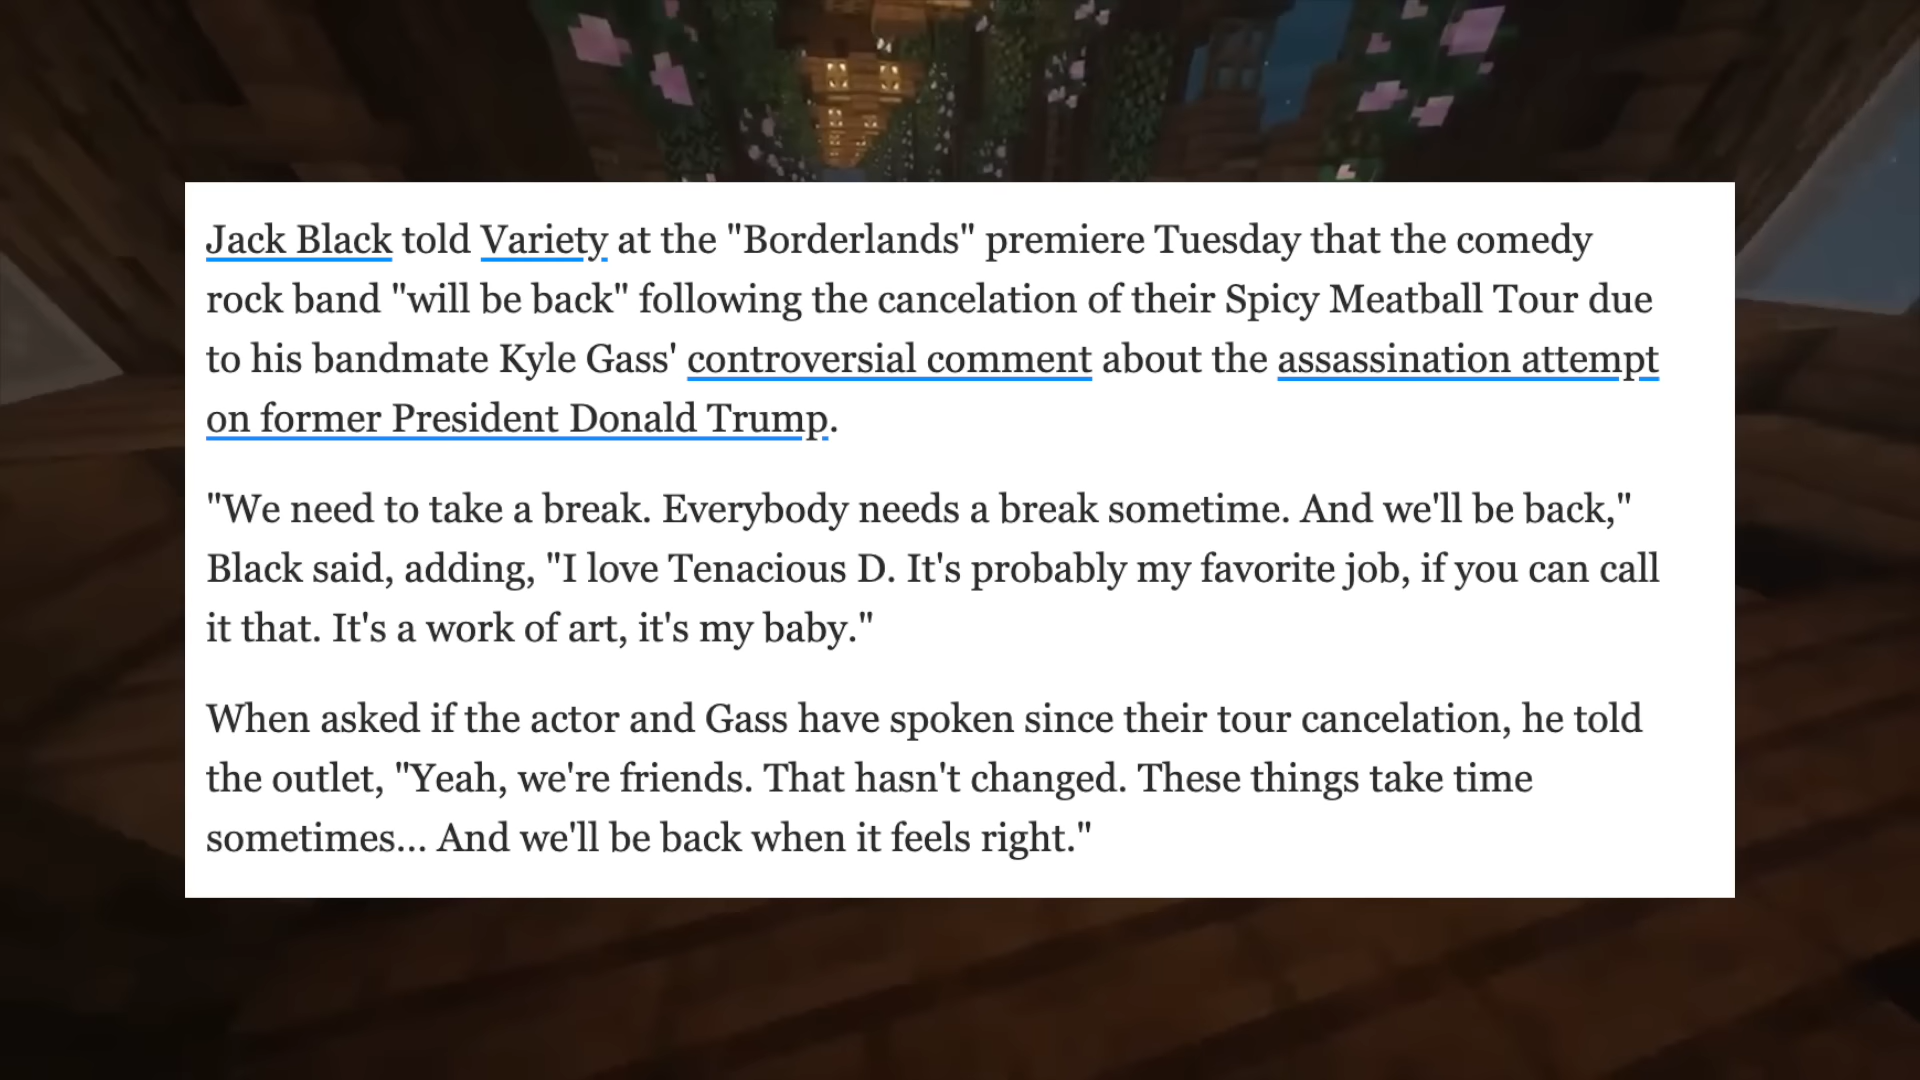 Jack Black told Variety at the "Borderlands" premiere Tuesday that the comedy
rock band "will be back" following the cancelation of their Spicy Meatball Tour due
to his bandmate Kyle Gass' controversial comment about the assassination attempt
on former President Donald Trump.
"We need to take a break. Everybody needs a break sometime. And we'll be back,"
Black said, adding, "I love Tenacious D. It's probably my favorite job, if you can call
it that. It's a work of art, it's my baby."
When asked if the actor and Gass have spoken since their tour cancelation, he told
the outlet, "Yeah, we're friends. That hasn't changed. These things take time
sometimes... And we'll be back when it feels right."